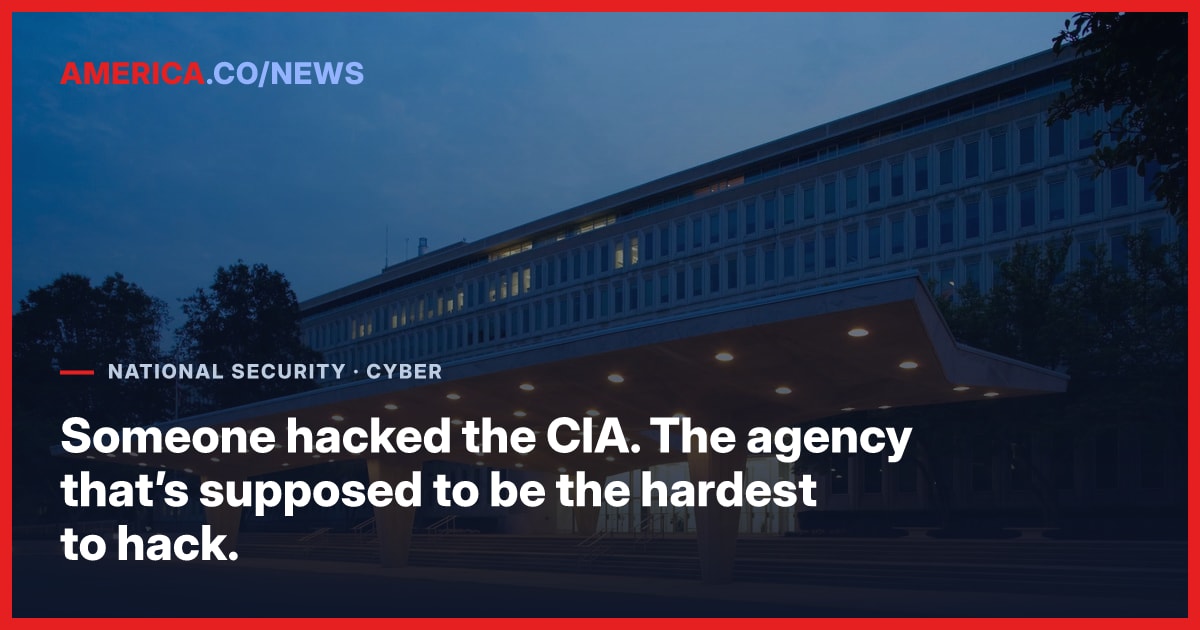 AMERICA.CO/NEWS
NATIONAL SECURITY · CYBER
Someone hacked the CIA. The agency
that’s supposed to be the hardest
to hack.